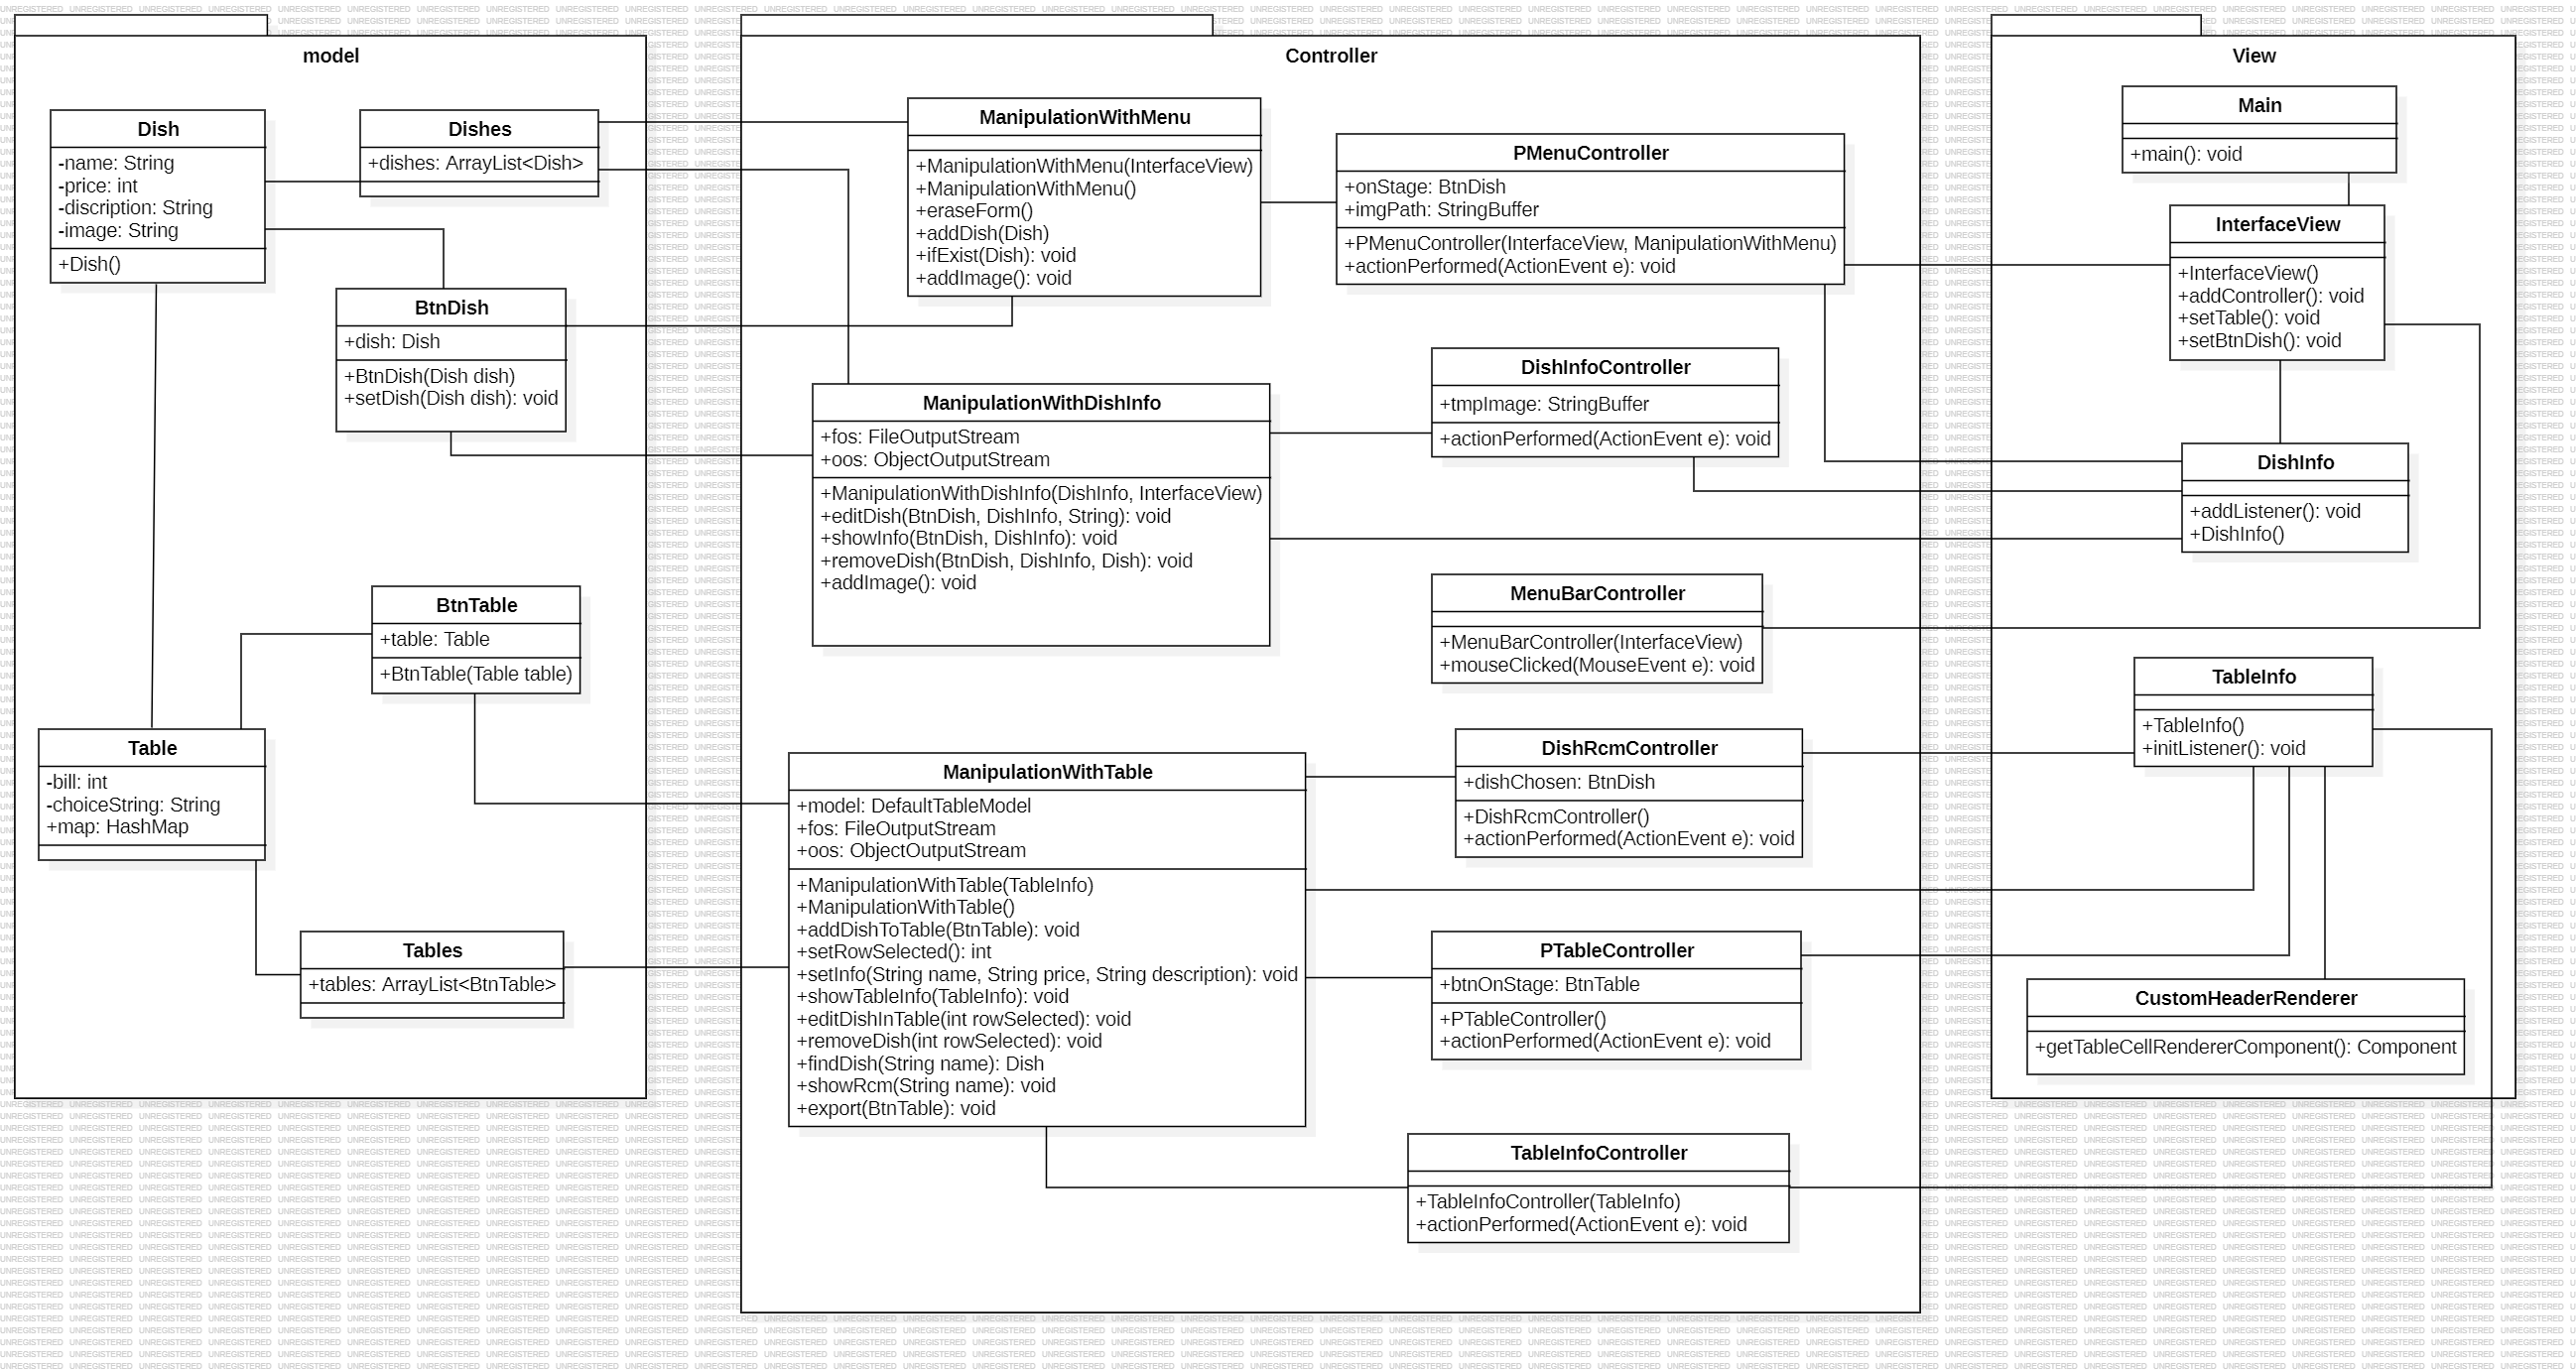 model
Dish
-name: String
-price: int
-discription: String
-image: String
+Dish()
Dishes
+dishes: ArrayList<Dish>
BtnDish
+dish: Dish
+BtnDish(Dish dish)
+setDish(Dish dish): void
BtnTable
+table: Table
+BtnTable(Table table)
Table
-bill: int
-choiceString: String
+map: HashMap
Tables
+tables: ArrayList<BtnTable>
Controller
ManipulationWithMenu
+ManipulationWithMenu(InterfaceView)
+ManipulationWithMenu()
+eraseForm()
+addDish(Dish)
+ifExist(Dish): void
+addImage(): void
PMenuController
+onStage: BtnDish
+imgPath: StringBuffer
+PMenuController(InterfaceView, ManipulationWithMenu)
+actionPerformed(ActionEvent e): void
DishInfoController
+tmpImage: StringBuffer
+actionPerformed(ActionEvent e): void
ManipulationWithDishInfo
+fos: FileOutputStream
+oos: ObjectOutputStream
+ManipulationWithDishInfo(DishInfo, InterfaceView)
+editDish(BtnDish, DishInfo, String): void
+showInfo(BtnDish, DishInfo): void
+removeDish(BtnDish, DishInfo, Dish): void
+addImage(): void
MenuBarController
+MenuBarController(InterfaceView)
+mouseClicked(MouseEvent e): void
DishRcmController
+dishChosen: BtnDish
+DishRcmController()
+actionPerformed(ActionEvent e): void
ManipulationWithTable
+model: DefaultTableModel
+fos: FileOutputStream
+oos: ObjectOutputStream
+ManipulationWithTable(TableInfo)
+ManipulationWithTable()
+addDishToTable(BtnTable): void
+setRowSelected(): int
+setInfo(String name, String price, String description): void
+showTableInfo(TableInfo): void
+editDishInTable(int rowSelected): void
+removeDish(int rowSelected): void
+findDish(String name): Dish
+showRcm(String name): void
+export(BtnTable): void
PTableController
+btnOnStage: BtnTable
+PTableController()
+actionPerformed(ActionEvent e): void
TableInfoController
+TableInfoController(TableInfo)
+actionPerformed(ActionEvent e): void
View
Main
+main(): void
InterfaceView
+InterfaceView()
+addController(): void
+setTable(): void
+setBtnDish(): void
DishInfo
+addListener(): void
+DishInfo()
TableInfo
+TableInfo()
+initListener(): void
CustomHeaderRenderer
+getTableCellRendererComponent(): Component
UNREGISTERED